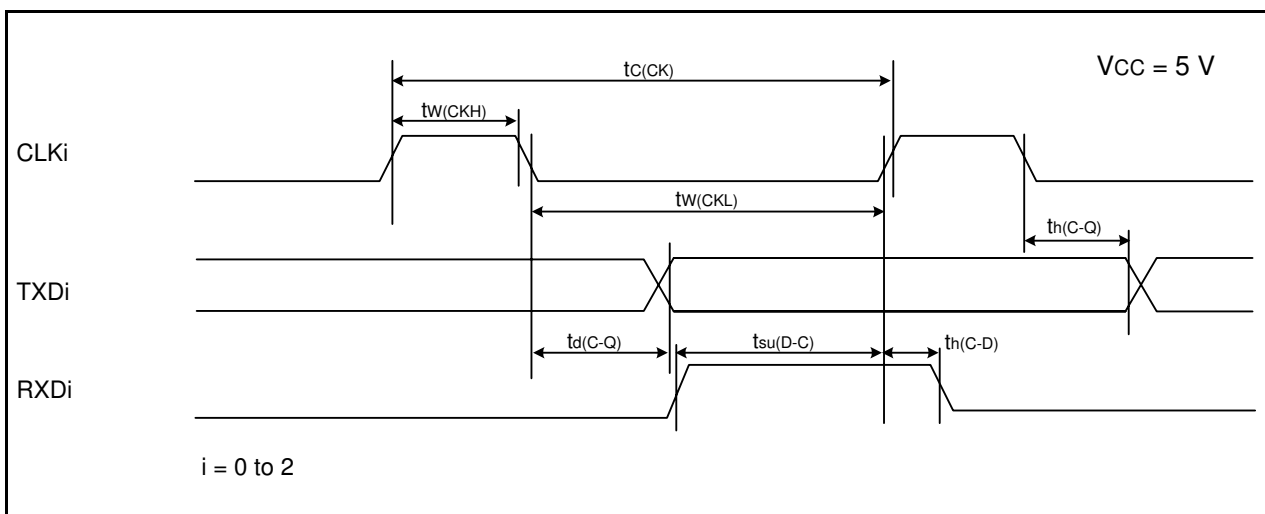 VCC = 5 V
tC(CK)
tW(CKH)
CLKi
tW(CKL)
th(C-Q)
TXDi
td(C-Q)
tsu(D-C)
th(C-D)
RXDi
i = 0 to 2